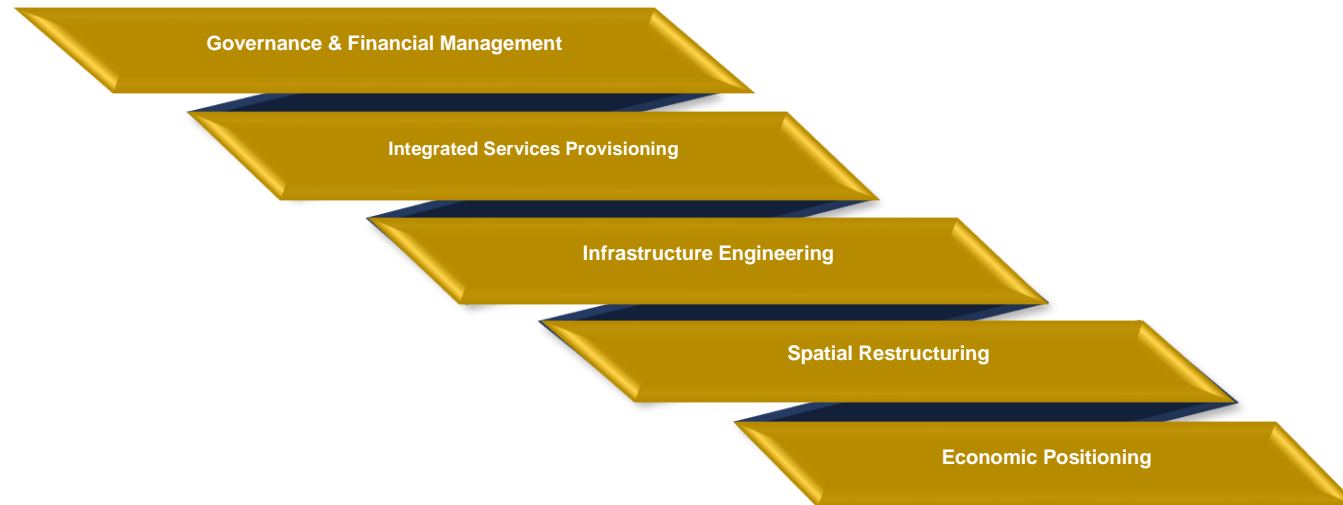 Governance & Financial Management
Integrated Services Provisioning
Infrastructure Engineering
Spatial Restructuring
Economic Positioning